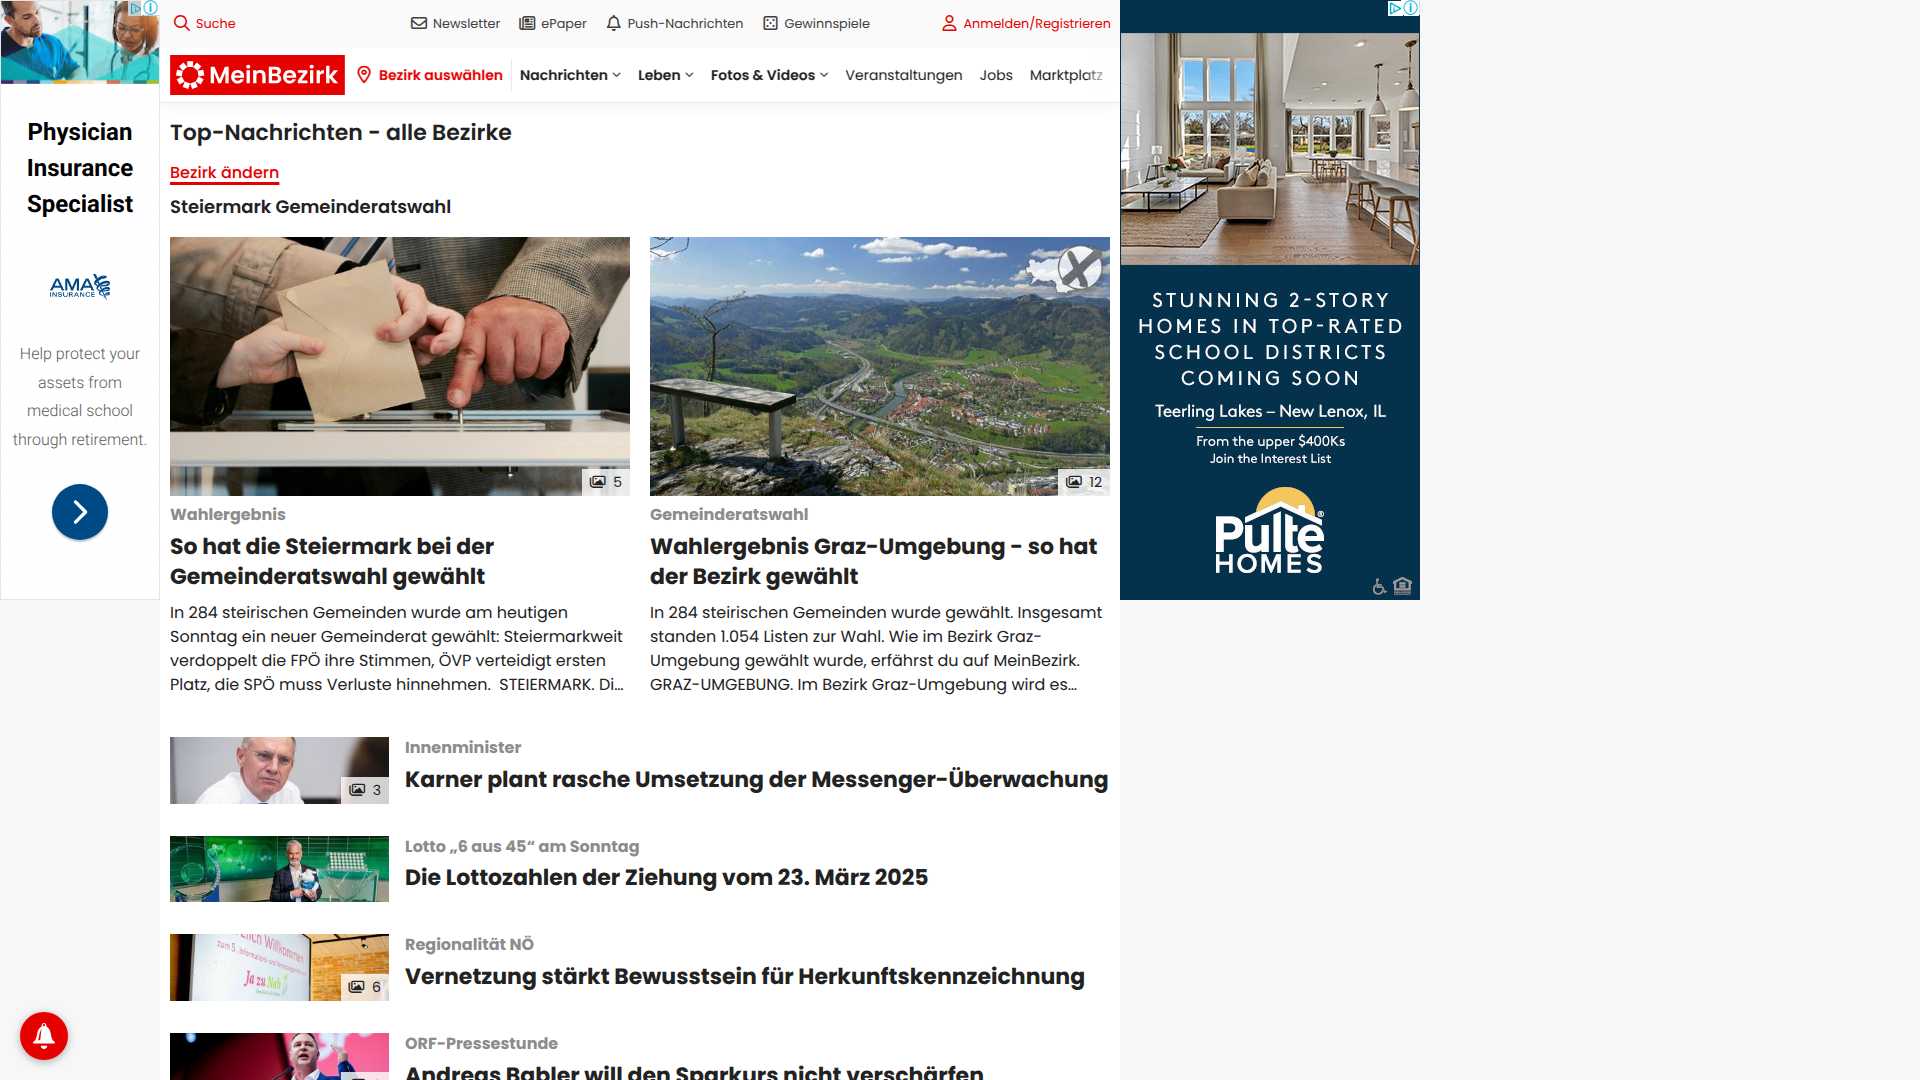 Suche
Newsletter
ePaper
Push-Nachrichten
Gewinnspiele
Anmelden/Registrieren
MeinBezirk
Bezirk auswählen
Nachrichten
Leben
Fotos & Videos
Veranstaltungen
Jobs
Marktplatz
Physician
Insurance
Specialist
AMA
INSURANCE
Help protect your
assets from
medical school
through retirement.
Top-Nachrichten - alle Bezirke
Bezirk ändern
Steiermark Gemeinderatswahl
5
Wahlergebnis
So hat die Steiermark bei der
Gemeinderatswahl gewählt
In 284 steirischen Gemeinden wurde am heutigen
Sonntag ein neuer Gemeinderat gewählt: Steiermarkweit
verdoppelt die FPÖ ihre Stimmen, ÖVP verteidigt ersten
Platz, die SPÖ muss Verluste hinnehmen.  STEIERMARK. Di...
12
Gemeinderatswahl
Wahlergebnis Graz-Umgebung - so hat
der Bezirk gewählt
In 284 steirischen Gemeinden wurde gewählt. Insgesamt
standen 1.054 Listen zur Wahl. Wie im Bezirk Graz-
Umgebung gewählt wurde, erfährst du auf MeinBezirk.
GRAZ-UMGEBUNG. Im Bezirk Graz-Umgebung wird es...
3
Innenminister
Karner plant rasche Umsetzung der Messenger-Überwachung
Lotto „6 aus 45“ am Sonntag
Die Lottozahlen der Ziehung vom 23. März 2025
Ja zu Nah
6
Regionalität NÖ
Vernetzung stärkt Bewusstsein für Herkunftskennzeichnung
ORF-Pressestunde
Andreas Babler will den Sparkurs nicht verschärfen
STUNNING 2-STORY
HOMES IN TOP-RATED
SCHOOL DISTRICTS
COMING SOON
Teerling Lakes – New Lenox, IL
From the upper $400Ks
Join the Interest List
Pulte®
HOMES